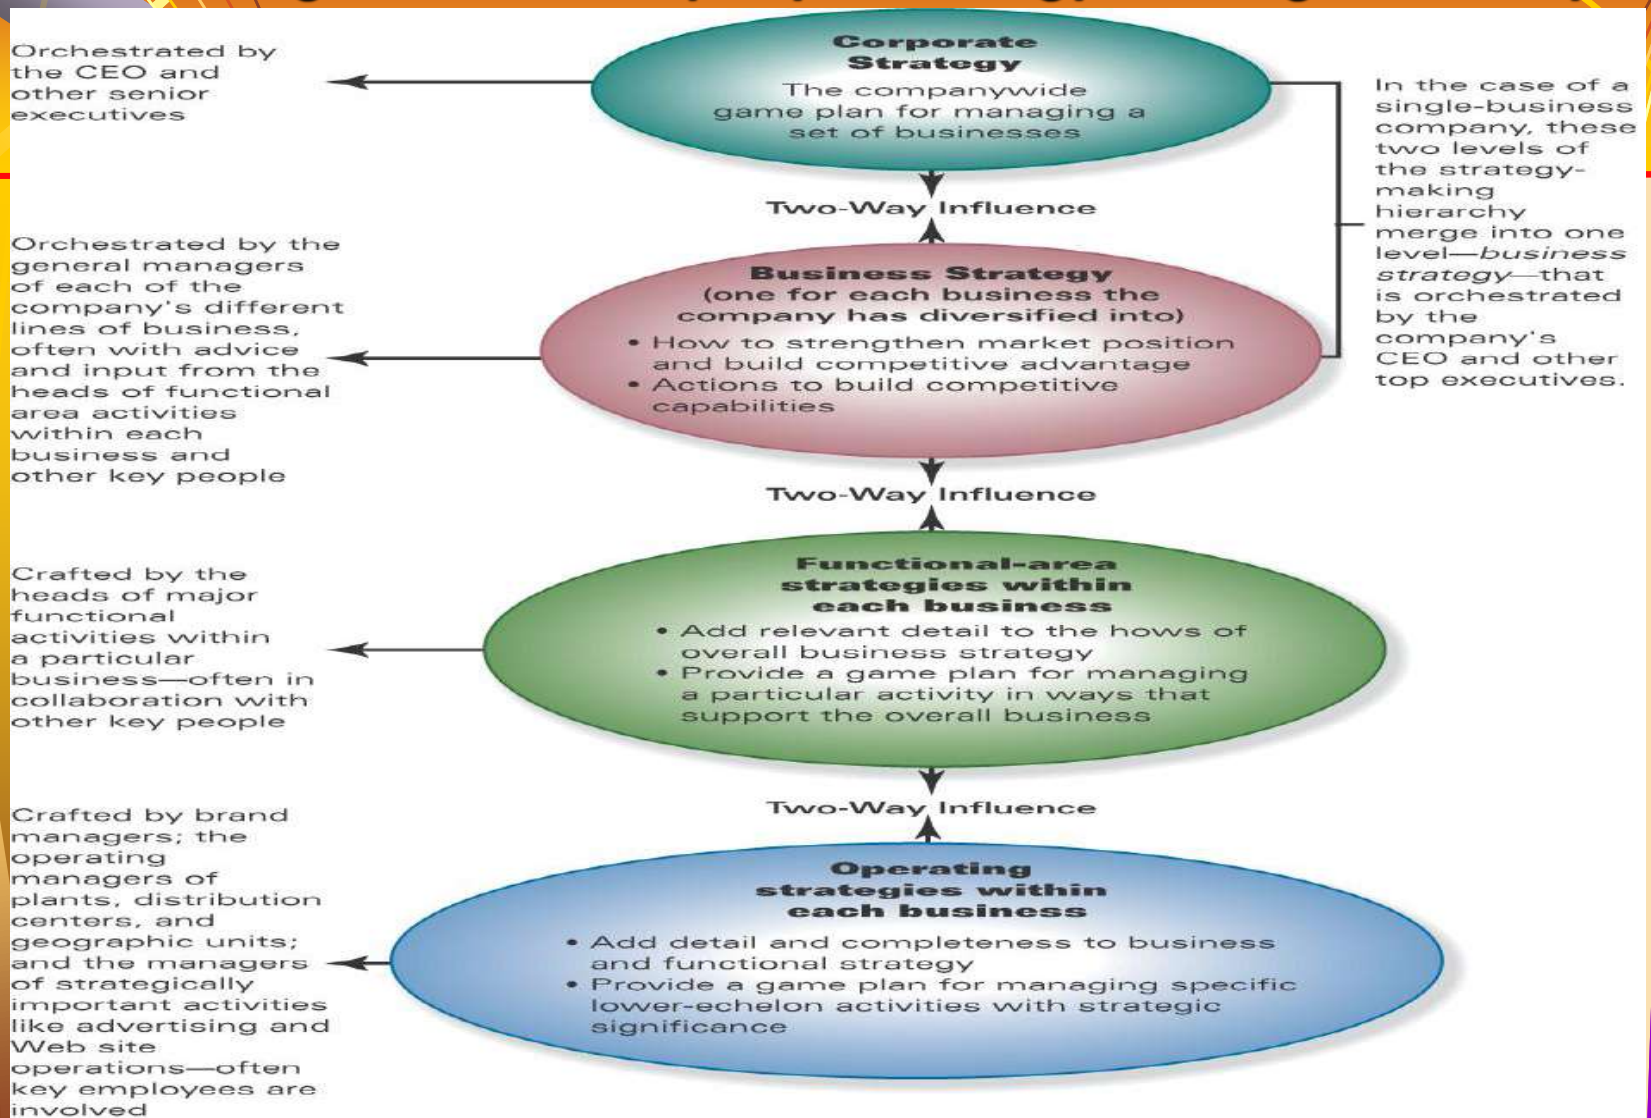 Orchestrated by
the CEO and
other senior
executives
Corporate
Strategy
The companywide
game plan for managing a
set of businesses
In the case of a
single-business
company, these
two levels of
the strategy-
making
hierarchy
merge into one
level—business
strategy—that
is orchestrated
by the
company's
CEO and other
top executives.
Two-Way Influence
Orchestrated by the
general managers
of each of the
company's different
lines of business,
often with advice
and input from the
heads of functional
area activities
within each
business and
other key people
Business Strategy
(one for each business the
company has diversified into)
• How to strengthen market position
and build competitive advantage
• Actions to build competitive
capabilities
Two-Way Influence
Crafted by the
heads of major
functional
activities within
a particular
business—often in
collaboration with
other key people
Functional-area
strategies within
each business
• Add relevant detail to the hows of
overall business strategy
• Provide a game plan for managing
a particular activity in ways that
support the overall business
Two-Way Influence
Crafted by brand
managers; the
operating
managers of
plants, distribution
centers, and
geographic units;
and the managers
of strategically
important activities
like advertising and
Web site
operations—often
key employees are
involved
Operating
strategies within
each business
• Add detail and completeness to business
and functional strategy
• Provide a game plan for managing specific
lower-echelon activities with strategic
significance